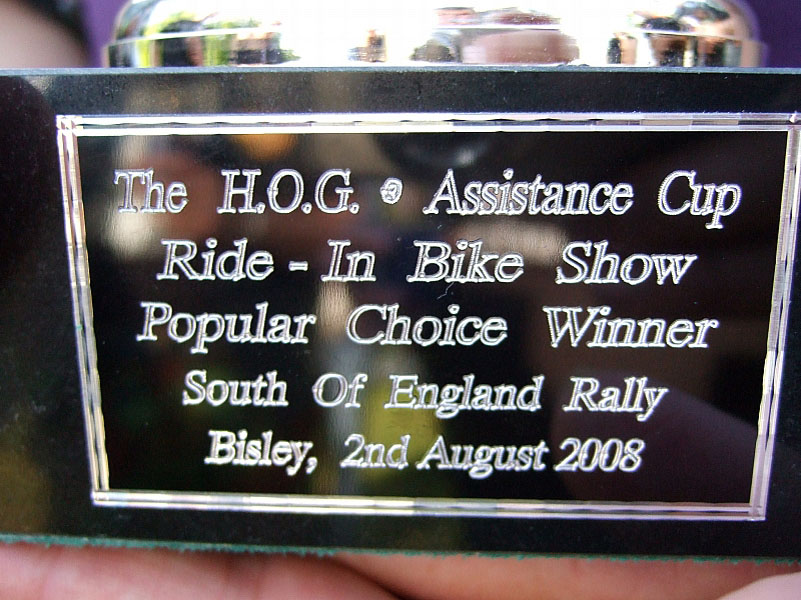 The H.O.G. ® Assistance Cup
Ride - In Bike Show
Popular Choice Winner
South Of England Rally
Bisley, 2nd August 2008